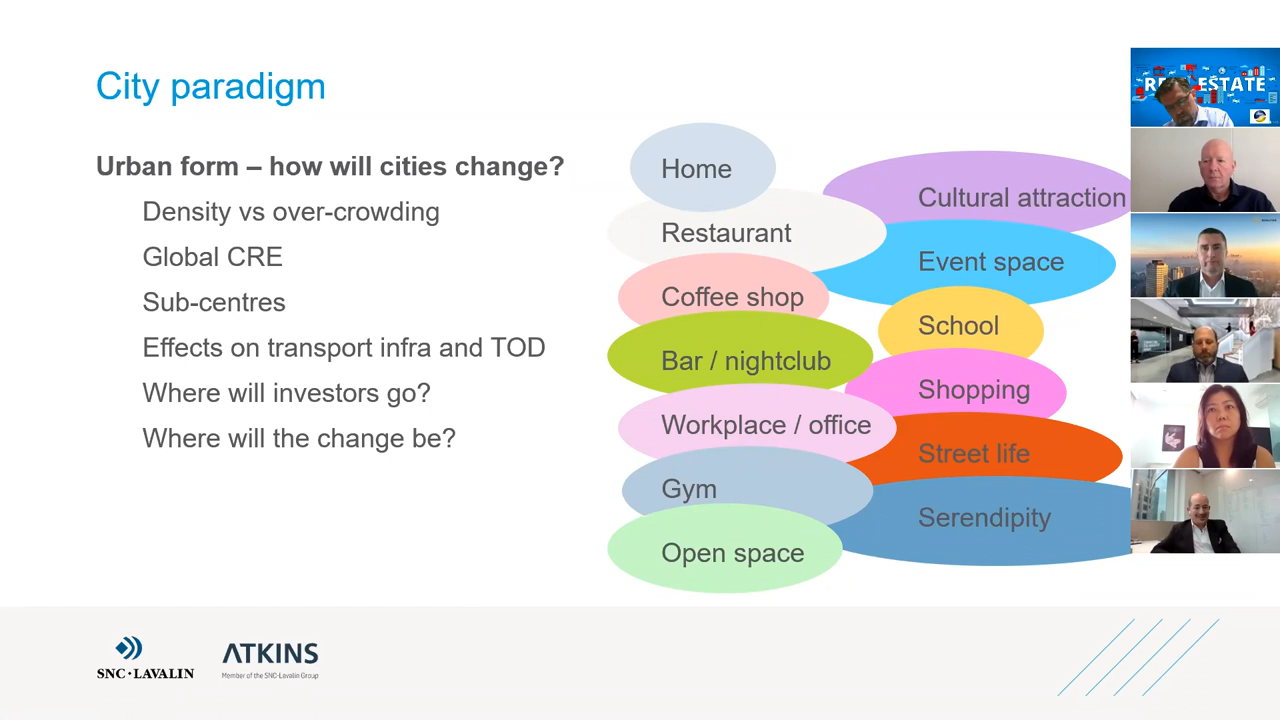 City paradigm
Urban form – how will cities change?
Density vs over-crowding
Global CRE
Sub-centres
Effects on transport infra and TOD
Where will investors go?
Where will the change be?
Home
Restaurant
Coffee shop
Bar / nightclub
Workplace / office
Gym
Open space
Cultural attraction
Event space
School
Shopping
Street life
Serendipity
ESTATE
SNC·LAVALIN
ATKINS
Member of the SNC-Lavalin Group